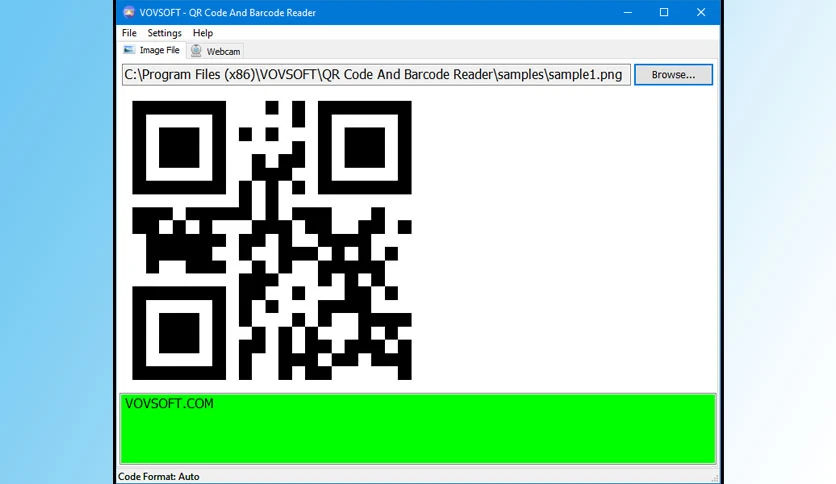 VOVSOFT - QR Code And Barcode Reader
File Settings Help
Image File Webcam
C:\Program Files (x86)\VOVSOFT\QR Code And Barcode Reader\samples\sample1.png Browse...
VOVSOFT.COM
Code Format: Auto